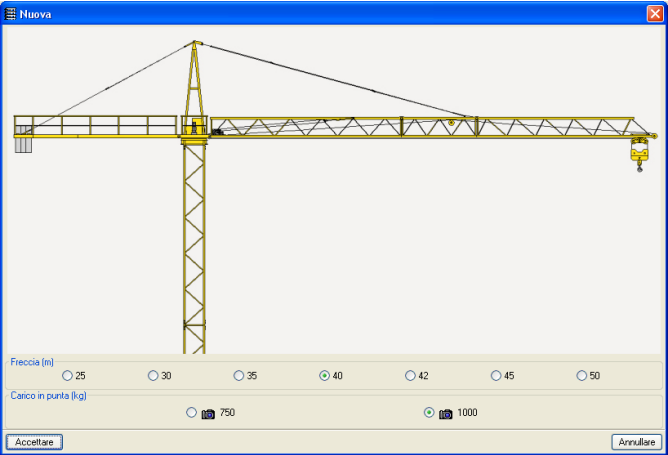 Nuova
Freccia (m)
25 30 35 40 42 45 50
Carico in punta (kg)
750 1000
Accettare Annullare